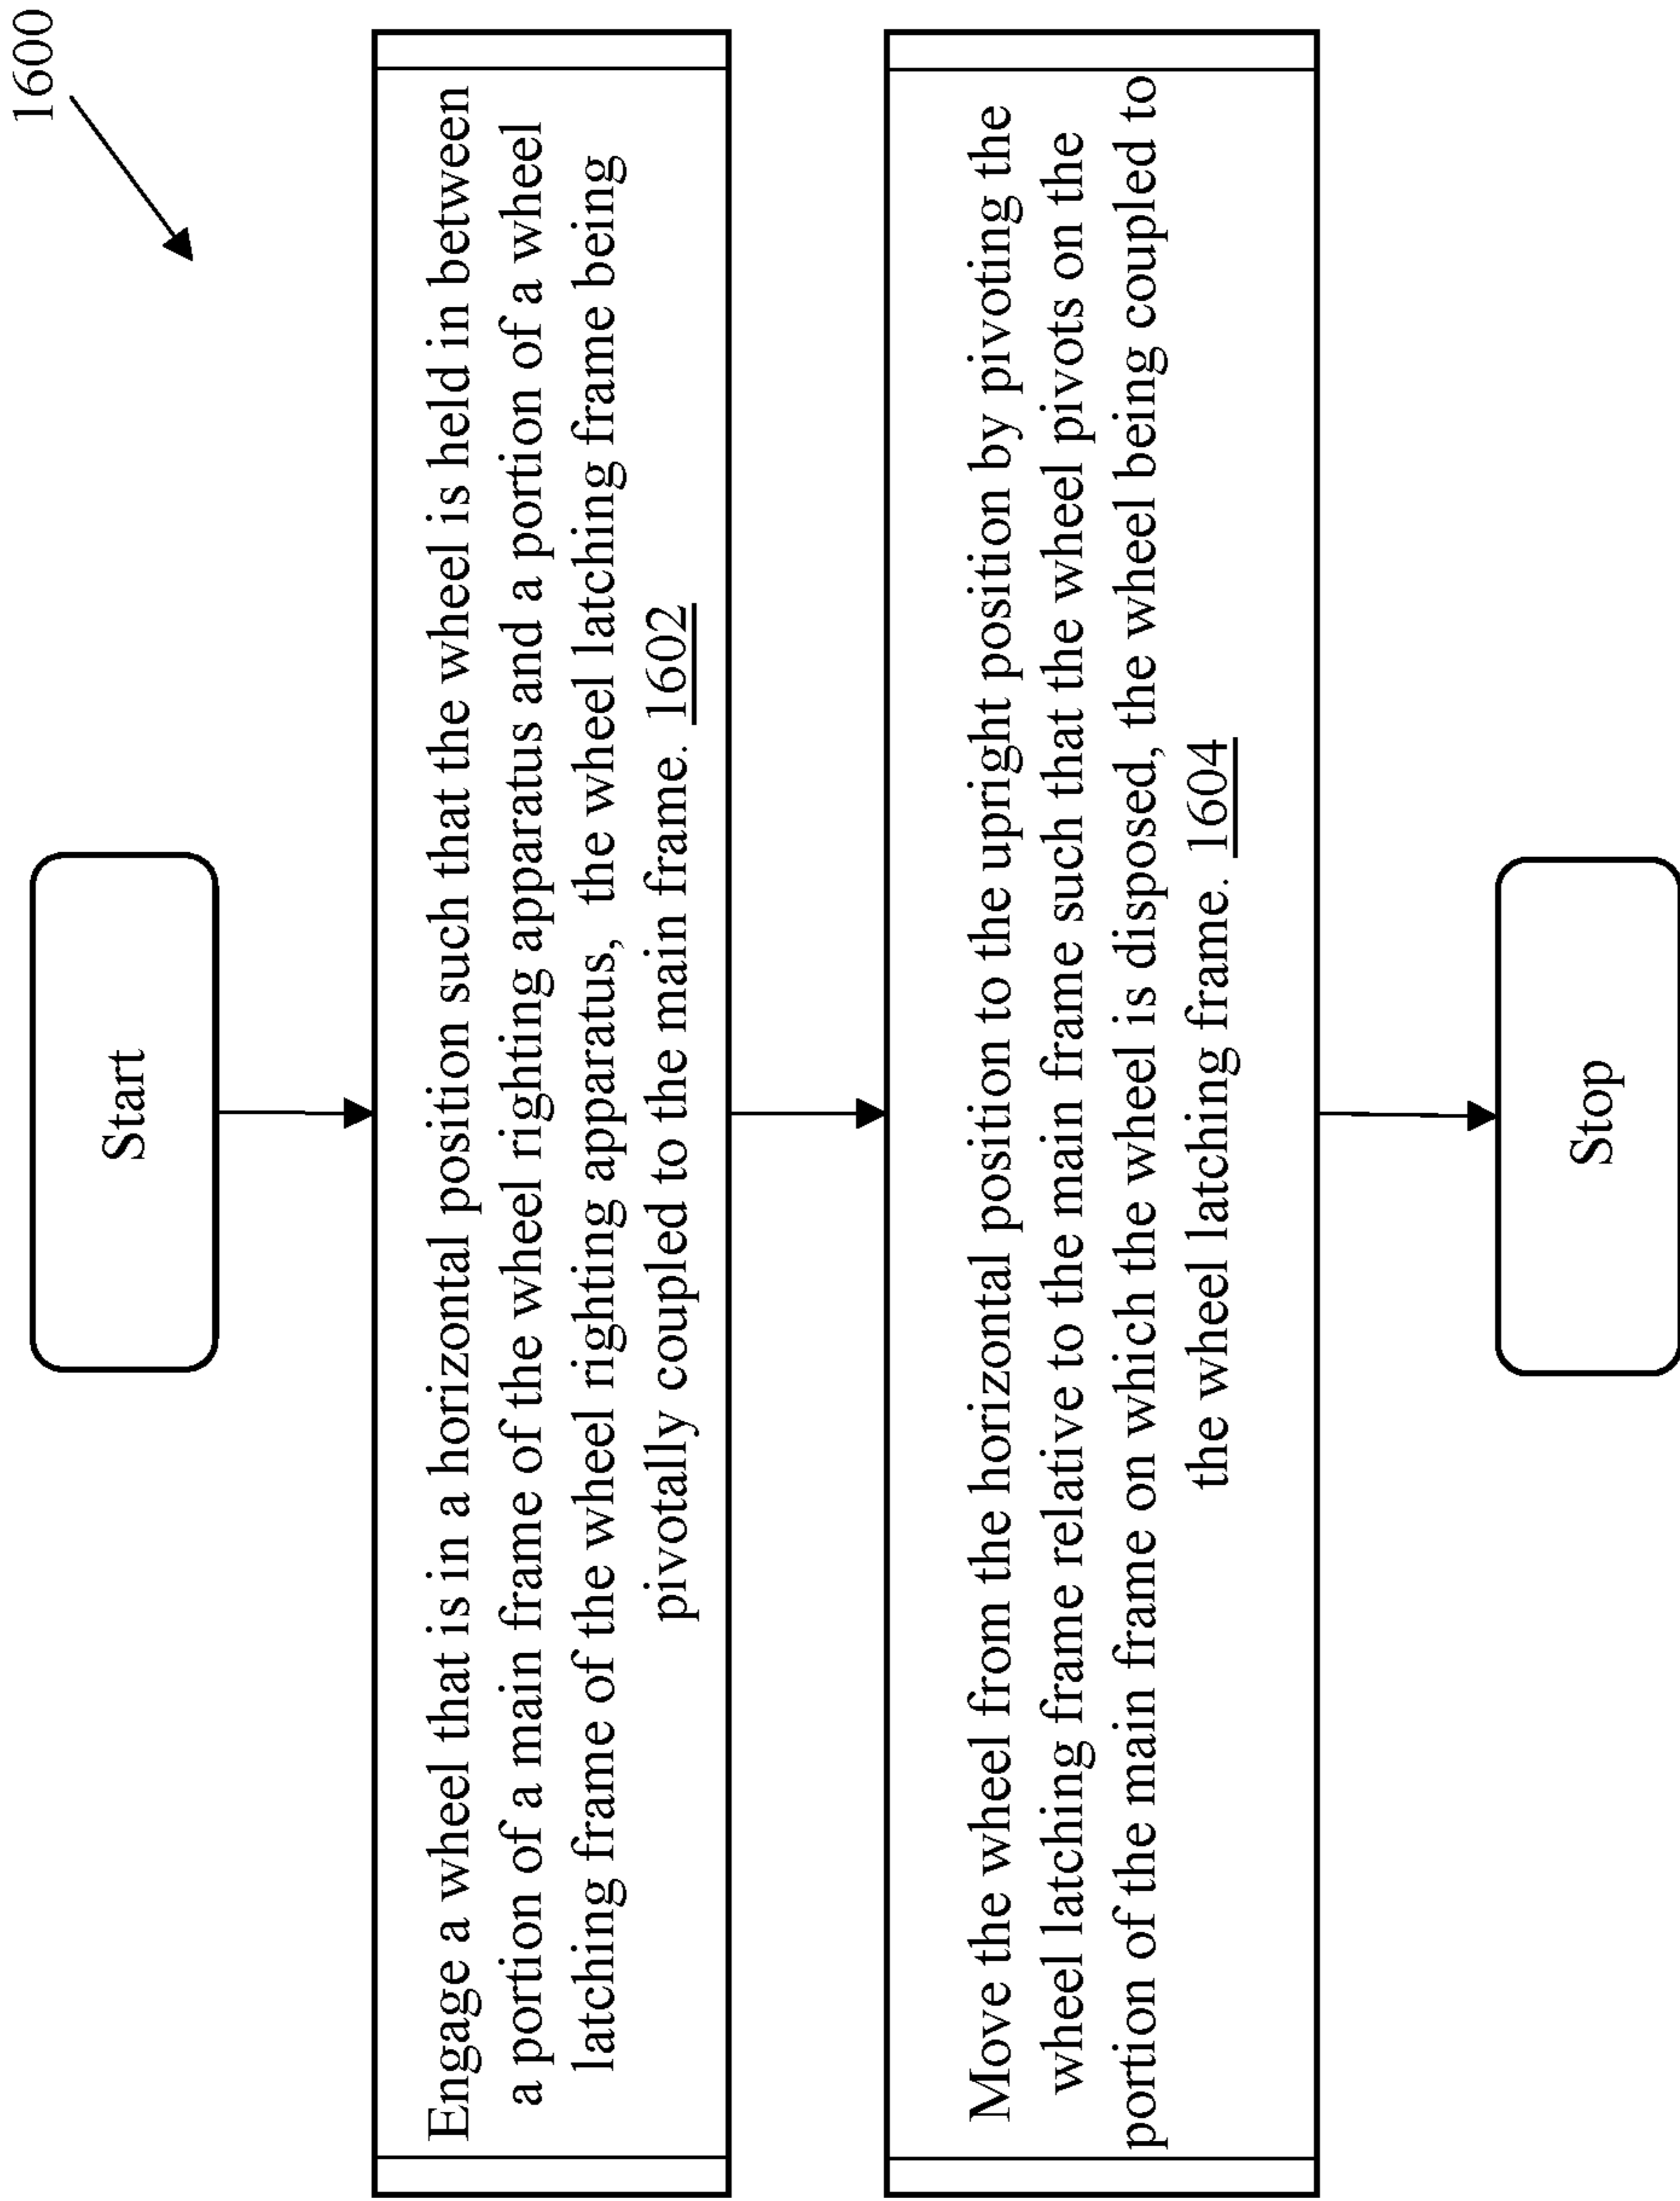 1600
Start
Engage a wheel that is in a horizontal position such that the wheel is held in between
a portion of a main frame of the wheel righting apparatus and a portion of a wheel
latching frame of the wheel righting apparatus, the wheel latching frame being
pivotally coupled to the main frame. 1602
Move the wheel from the horizontal position to the upright position by pivoting the
wheel latching frame relative to the main frame such that the wheel pivots on the
portion of the main frame on which the wheel is disposed, the wheel being coupled to
the wheel latching frame. 1604
Stop